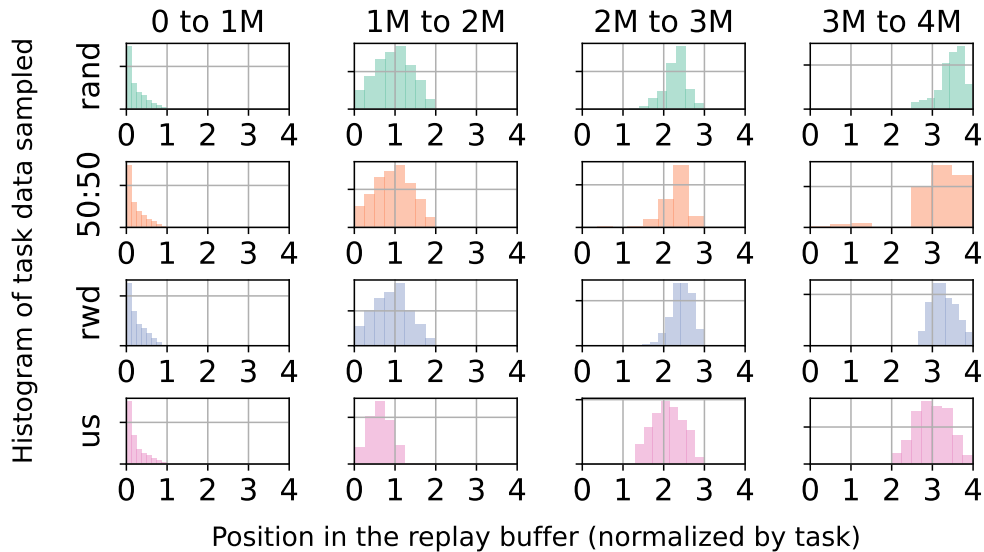 0 to 1M 1M to 2M 2M to 3M 3M to 4M
Histogram of task data sampled
rand
0 1 2 3 4 0 1 2 3 4 0 1 2 3 4 0 1 2 3 4
50:50
0 1 2 3 4 0 1 2 3 4 0 1 2 3 4 0 1 2 3 4
rwd
0 1 2 3 4 0 1 2 3 4 0 1 2 3 4 0 1 2 3 4
us
0 1 2 3 4 0 1 2 3 4 0 1 2 3 4 0 1 2 3 4
Position in the replay buffer (normalized by task)